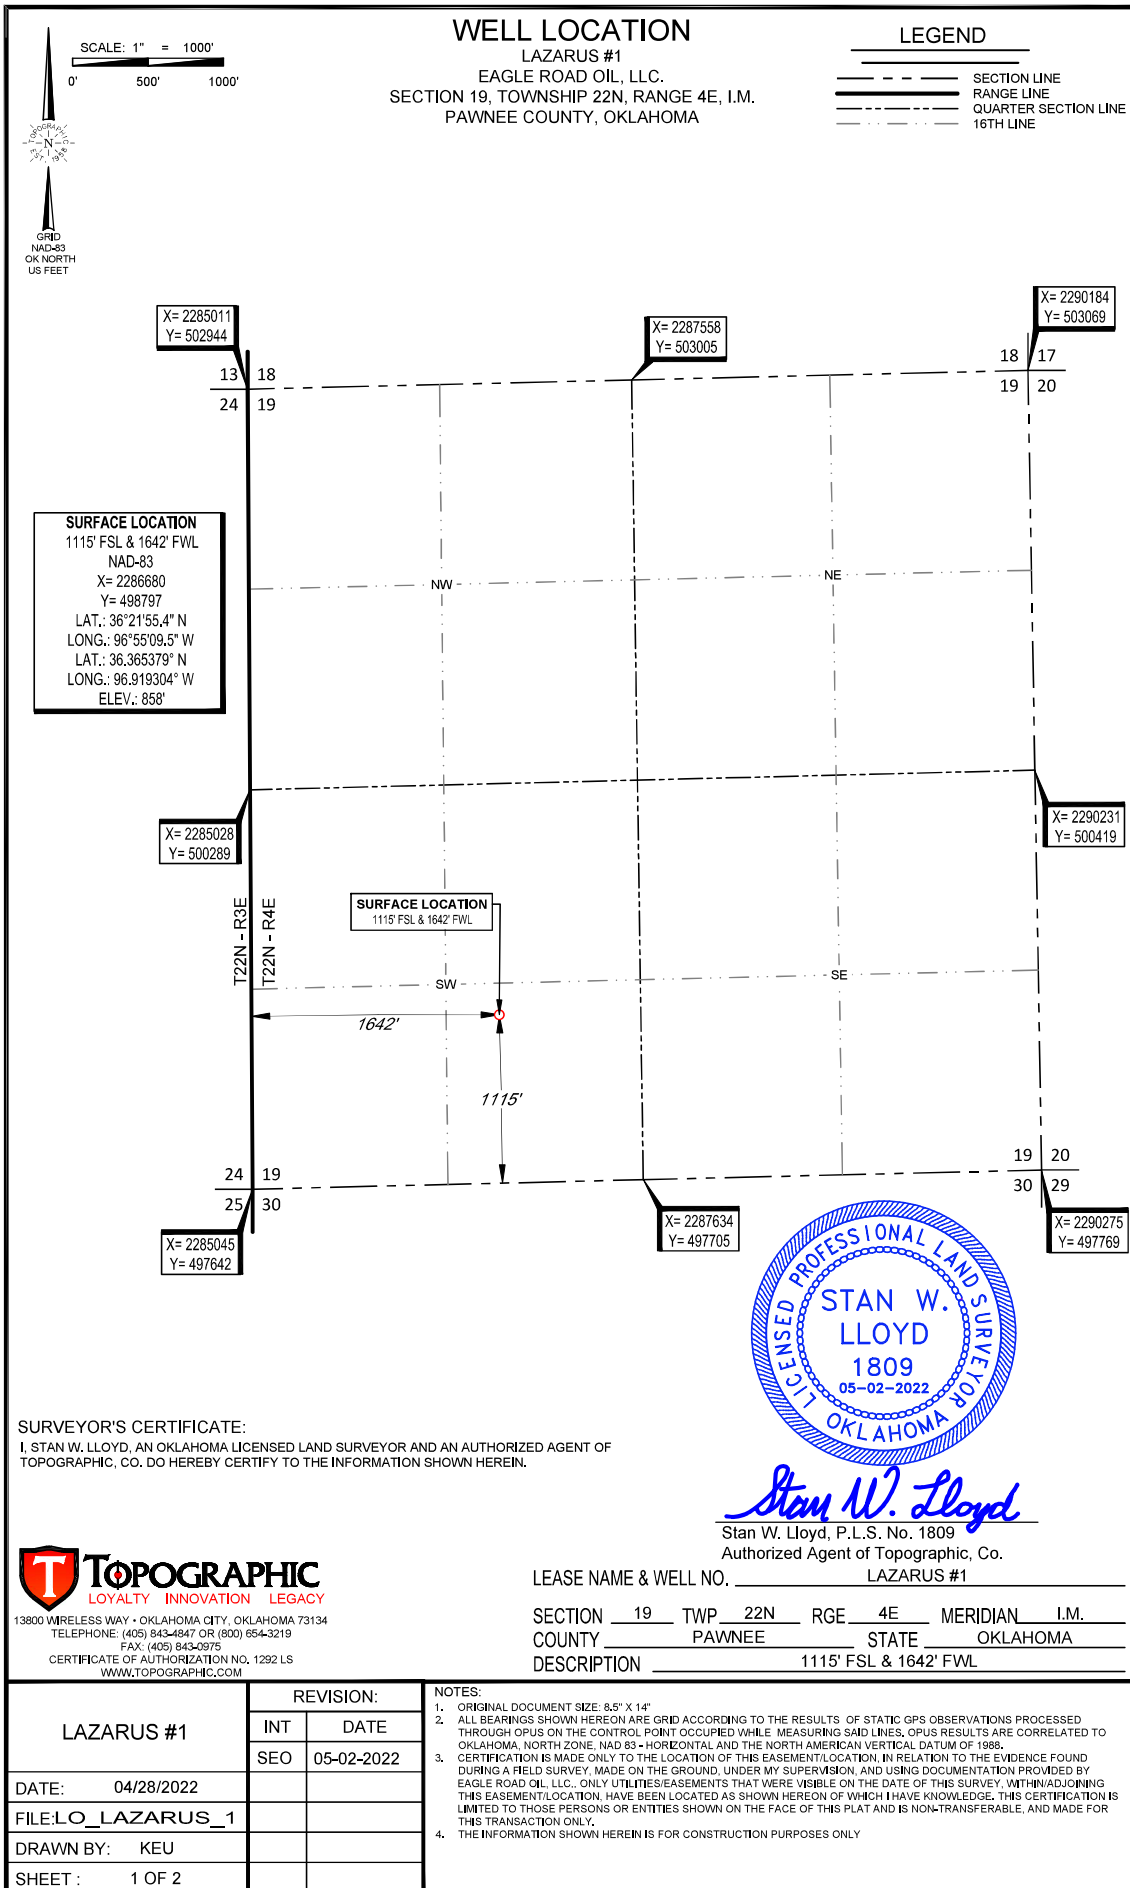 SCALE: 1" = 1000'
0' 500' 1000'
TOPOGRAPHIC
N
EST. 1958
GRID
NAD-83
OK NORTH
US FEET
WELL LOCATION
LAZARUS #1
EAGLE ROAD OIL, LLC.
SECTION 19, TOWNSHIP 22N, RANGE 4E, I.M.
PAWNEE COUNTY, OKLAHOMA
LEGEND
SECTION LINE
RANGE LINE
QUARTER SECTION LINE
16TH LINE
X= 2285011
Y= 502944
X= 2287558
Y= 503005
X= 2290184
Y= 503069
13 18
24 19
18 17
19 20
SURFACE LOCATION
1115' FSL & 1642' FWL
NAD-83
X= 2286680
Y= 498797
LAT.: 36°21'55.4" N
LONG.: 96°55'09.5" W
LAT.: 36.365379° N
LONG.: 96.919304° W
ELEV.: 858'
NW
NE
X= 2285028
Y= 500289
X= 2290231
Y= 500419
T22N - R3E
T22N - R4E
SURFACE LOCATION
1115' FSL & 1642' FWL
SW
SE
1642'
1115'
24 19
25 30
19 20
30 29
X= 2285045
Y= 497642
X= 2287634
Y= 497705
X= 2290275
Y= 497769
LICENSED PROFESSIONAL LAND SURVEYOR
STAN W.
LLOYD
1809
05-02-2022
OKLAHOMA
SURVEYOR'S CERTIFICATE:
I, STAN W. LLOYD, AN OKLAHOMA LICENSED LAND SURVEYOR AND AN AUTHORIZED AGENT OF
TOPOGRAPHIC, CO. DO HEREBY CERTIFY TO THE INFORMATION SHOWN HEREIN.
Stan W. Lloyd
Stan W. Lloyd, P.L.S. No. 1809
Authorized Agent of Topographic, Co.
T TOPOGRAPHIC
LOYALTY INNOVATION LEGACY
13800 WIRELESS WAY • OKLAHOMA CITY, OKLAHOMA 73134
TELEPHONE: (405) 843-4847 OR (800) 654-3219
FAX: (405) 843-0975
CERTIFICATE OF AUTHORIZATION NO. 1292 LS
WWW.TOPOGRAPHIC.COM
LEASE NAME & WELL NO. LAZARUS #1
SECTION 19 TWP 22N RGE 4E MERIDIAN I.M.
COUNTY PAWNEE STATE OKLAHOMA
DESCRIPTION 1115' FSL & 1642' FWL
LAZARUS #1
REVISION:
INT DATE
SEO 05-02-2022
DATE: 04/28/2022
FILE:LO_LAZARUS_1
DRAWN BY: KEU
SHEET : 1 OF 2
NOTES:
1. ORIGINAL DOCUMENT SIZE: 8.5" X 14"
2. ALL BEARINGS SHOWN HEREON ARE GRID ACCORDING TO THE RESULTS OF STATIC GPS OBSERVATIONS PROCESSED
THROUGH OPUS ON THE CONTROL POINT OCCUPIED WHILE MEASURING SAID LINES. OPUS RESULTS ARE CORRELATED TO
OKLAHOMA, NORTH ZONE, NAD 83 - HORIZONTAL AND THE NORTH AMERICAN VERTICAL DATUM OF 1988.
3. CERTIFICATION IS MADE ONLY TO THE LOCATION OF THIS EASEMENT/LOCATION, IN RELATION TO THE EVIDENCE FOUND
DURING A FIELD SURVEY, MADE ON THE GROUND, UNDER MY SUPERVISION, AND USING DOCUMENTATION PROVIDED BY
EAGLE ROAD OIL, LLC.. ONLY UTILITIES/EASEMENTS THAT WERE VISIBLE ON THE DATE OF THIS SURVEY, WITHIN/ADJOINING
THIS EASEMENT/LOCATION, HAVE BEEN LOCATED AS SHOWN HEREON OF WHICH I HAVE KNOWLEDGE. THIS CERTIFICATION IS
LIMITED TO THOSE PERSONS OR ENTITIES SHOWN ON THE FACE OF THIS PLAT AND IS NON-TRANSFERABLE, AND MADE FOR
THIS TRANSACTION ONLY.
4. THE INFORMATION SHOWN HEREIN IS FOR CONSTRUCTION PURPOSES ONLY